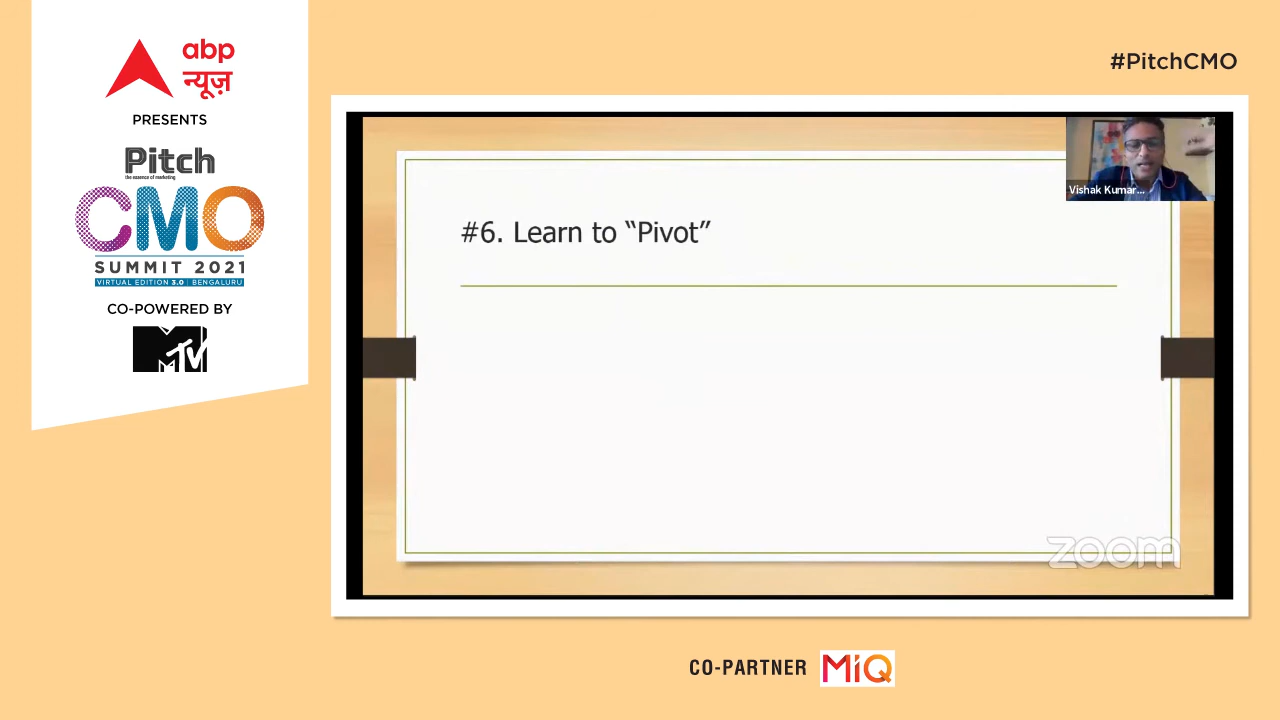 abp
न्यूज़
PRESENTS
Pitch
the essence of marketing
CMO
SUMMIT 2021
VIRTUAL EDITION 3.0 | BENGALURU
CO-POWERED BY
MTV
#PitchCMO
Vishak Kumar...
#6. Learn to “Pivot”
zoom
CO-PARTNER MiQ